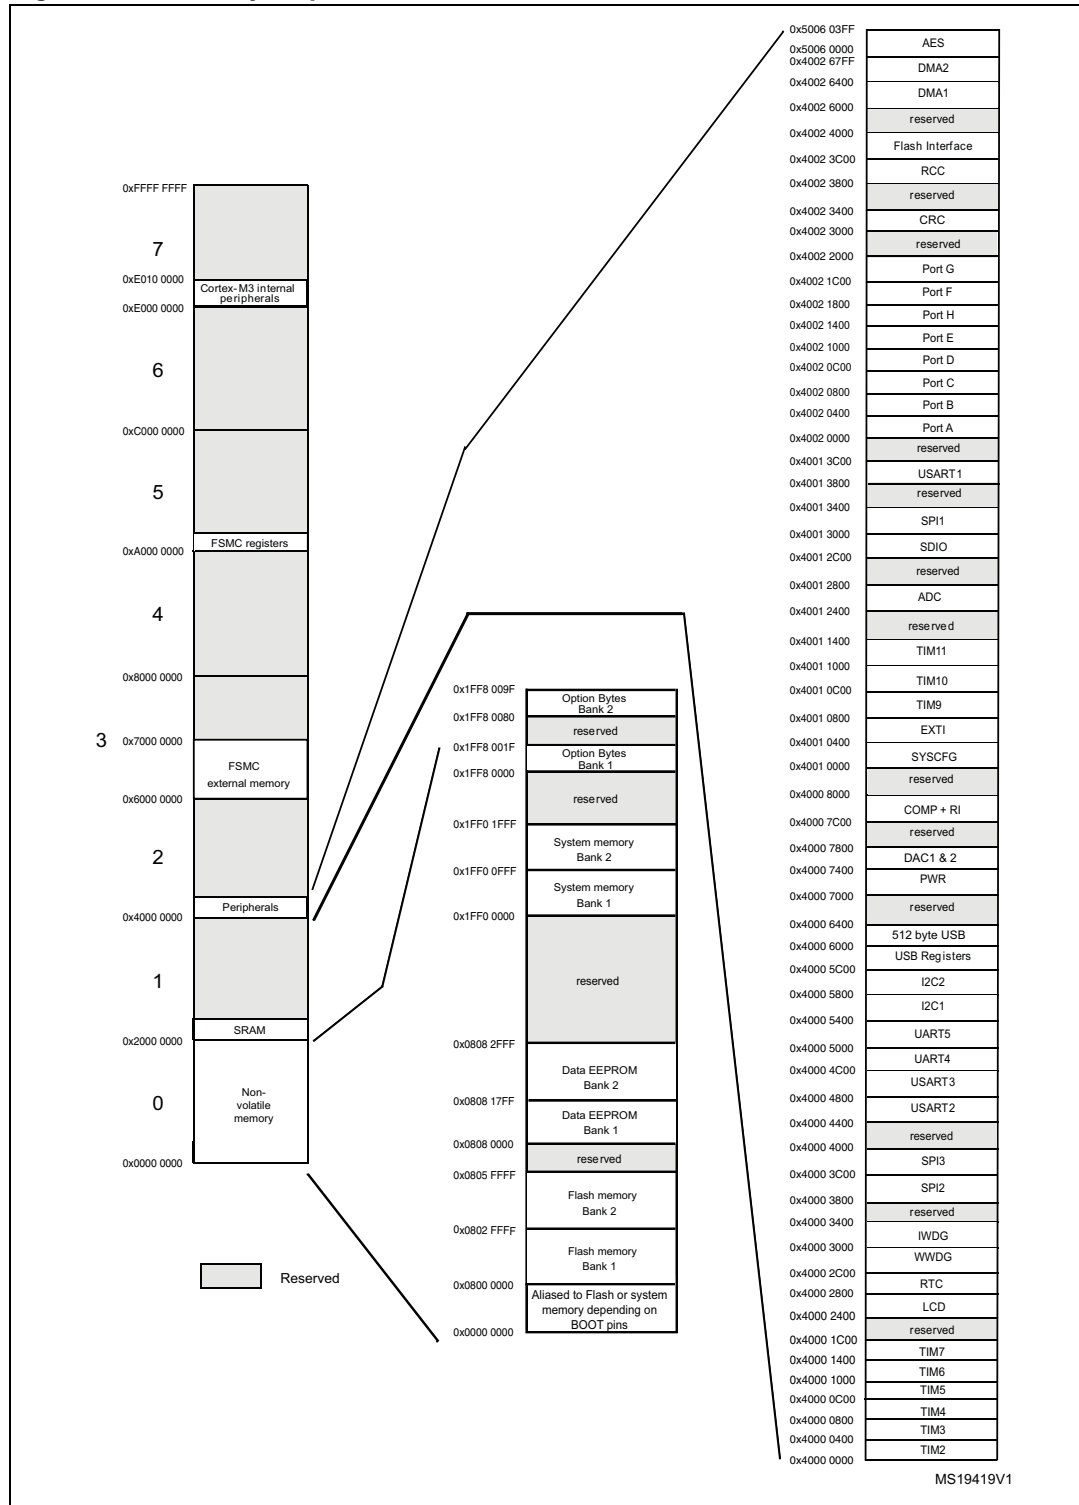 0xFFFF FFFF
7
0xE010 0000
Cortex-M3 internal
peripherals
0xE000 0000
6
0xC000 0000
5
FSMC registers
0xA000 0000
4
0x8000 0000
3
0x7000 0000
FSMC
external memory
0x6000 0000
2
Peripherals
0x4000 0000
1
SRAM
0x2000 0000
0
Non-
volatile
memory
0x0000 0000
Reserved
0x1FF8 009F
Option Bytes
Bank 2
0x1FF8 0080
reserved
0x1FF8 001F
Option Bytes
Bank 1
0x1FF8 0000
reserved
0x1FF0 1FFF
System memory
Bank 2
0x1FF0 0FFF
System memory
Bank 1
0x1FF0 0000
reserved
0x0808 2FFF
Data EEPROM
Bank 2
0x0808 17FF
Data EEPROM
Bank 1
0x0808 0000
reserved
0x0805 FFFF
Flash memory
Bank 2
0x0802 FFFF
Flash memory
Bank 1
0x0800 0000
Aliased to Flash or system
memory depending on
BOOT pins
0x0000 0000
0x5006 03FF
AES
0x5006 0000
0x4002 67FF
DMA2
0x4002 6400
DMA1
0x4002 6000
reserved
0x4002 4000
Flash Interface
0x4002 3C00
RCC
0x4002 3800
reserved
0x4002 3400
CRC
0x4002 3000
reserved
0x4002 2000
Port G
0x4002 1C00
Port F
0x4002 1800
Port H
0x4002 1400
Port E
0x4002 1000
Port D
0x4002 0C00
Port C
0x4002 0800
Port B
0x4002 0400
Port A
0x4002 0000
reserved
0x4001 3C00
USART1
0x4001 3800
reserved
0x4001 3400
SPI1
0x4001 3000
SDIO
0x4001 2C00
reserved
0x4001 2800
ADC
0x4001 2400
reserved
0x4001 1400
TIM11
0x4001 1000
TIM10
0x4001 0C00
TIM9
0x4001 0800
EXTI
0x4001 0400
SYSCFG
0x4001 0000
reserved
0x4000 8000
COMP + RI
0x4000 7C00
reserved
0x4000 7800
DAC1 & 2
0x4000 7400
PWR
0x4000 7000
reserved
0x4000 6400
512 byte USB
0x4000 6000
USB Registers
0x4000 5C00
I2C2
0x4000 5800
I2C1
0x4000 5400
UART5
0x4000 5000
UART4
0x4000 4C00
USART3
0x4000 4800
USART2
0x4000 4400
reserved
0x4000 4000
SPI3
0x4000 3C00
SPI2
0x4000 3800
reserved
0x4000 3400
IWDG
0x4000 3000
WWDG
0x4000 2C00
RTC
0x4000 2800
LCD
0x4000 2400
reserved
0x4000 1C00
TIM7
0x4000 1400
TIM6
0x4000 1000
TIM5
0x4000 0C00
TIM4
0x4000 0800
TIM3
0x4000 0400
TIM2
0x4000 0000
MS19419V1